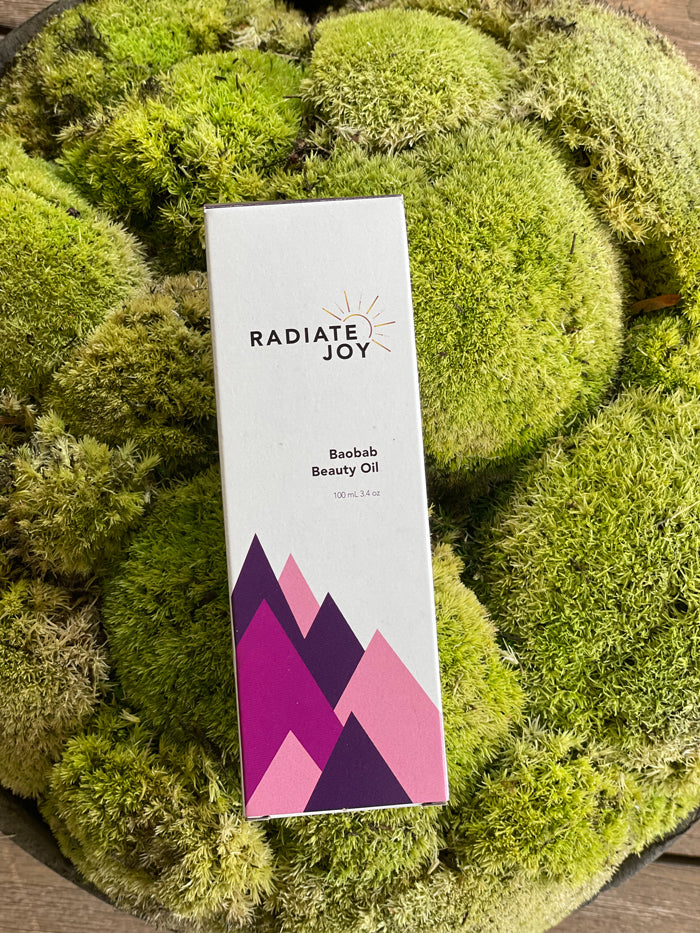 RADIATE
JOY
Baobab
Beauty Oil
100 mL 3.4 oz